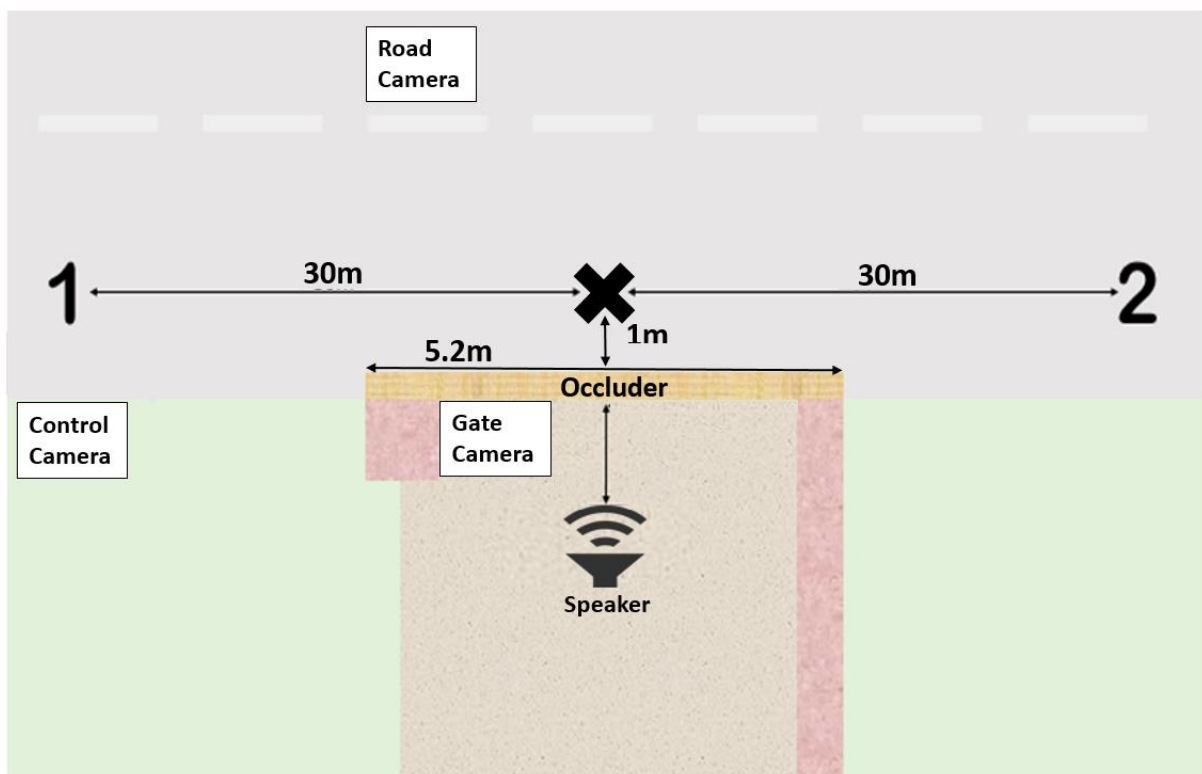 Road
Camera
1
30m
30m
2
1m
5.2m
Occluder
Control
Camera
Gate
Camera
Speaker